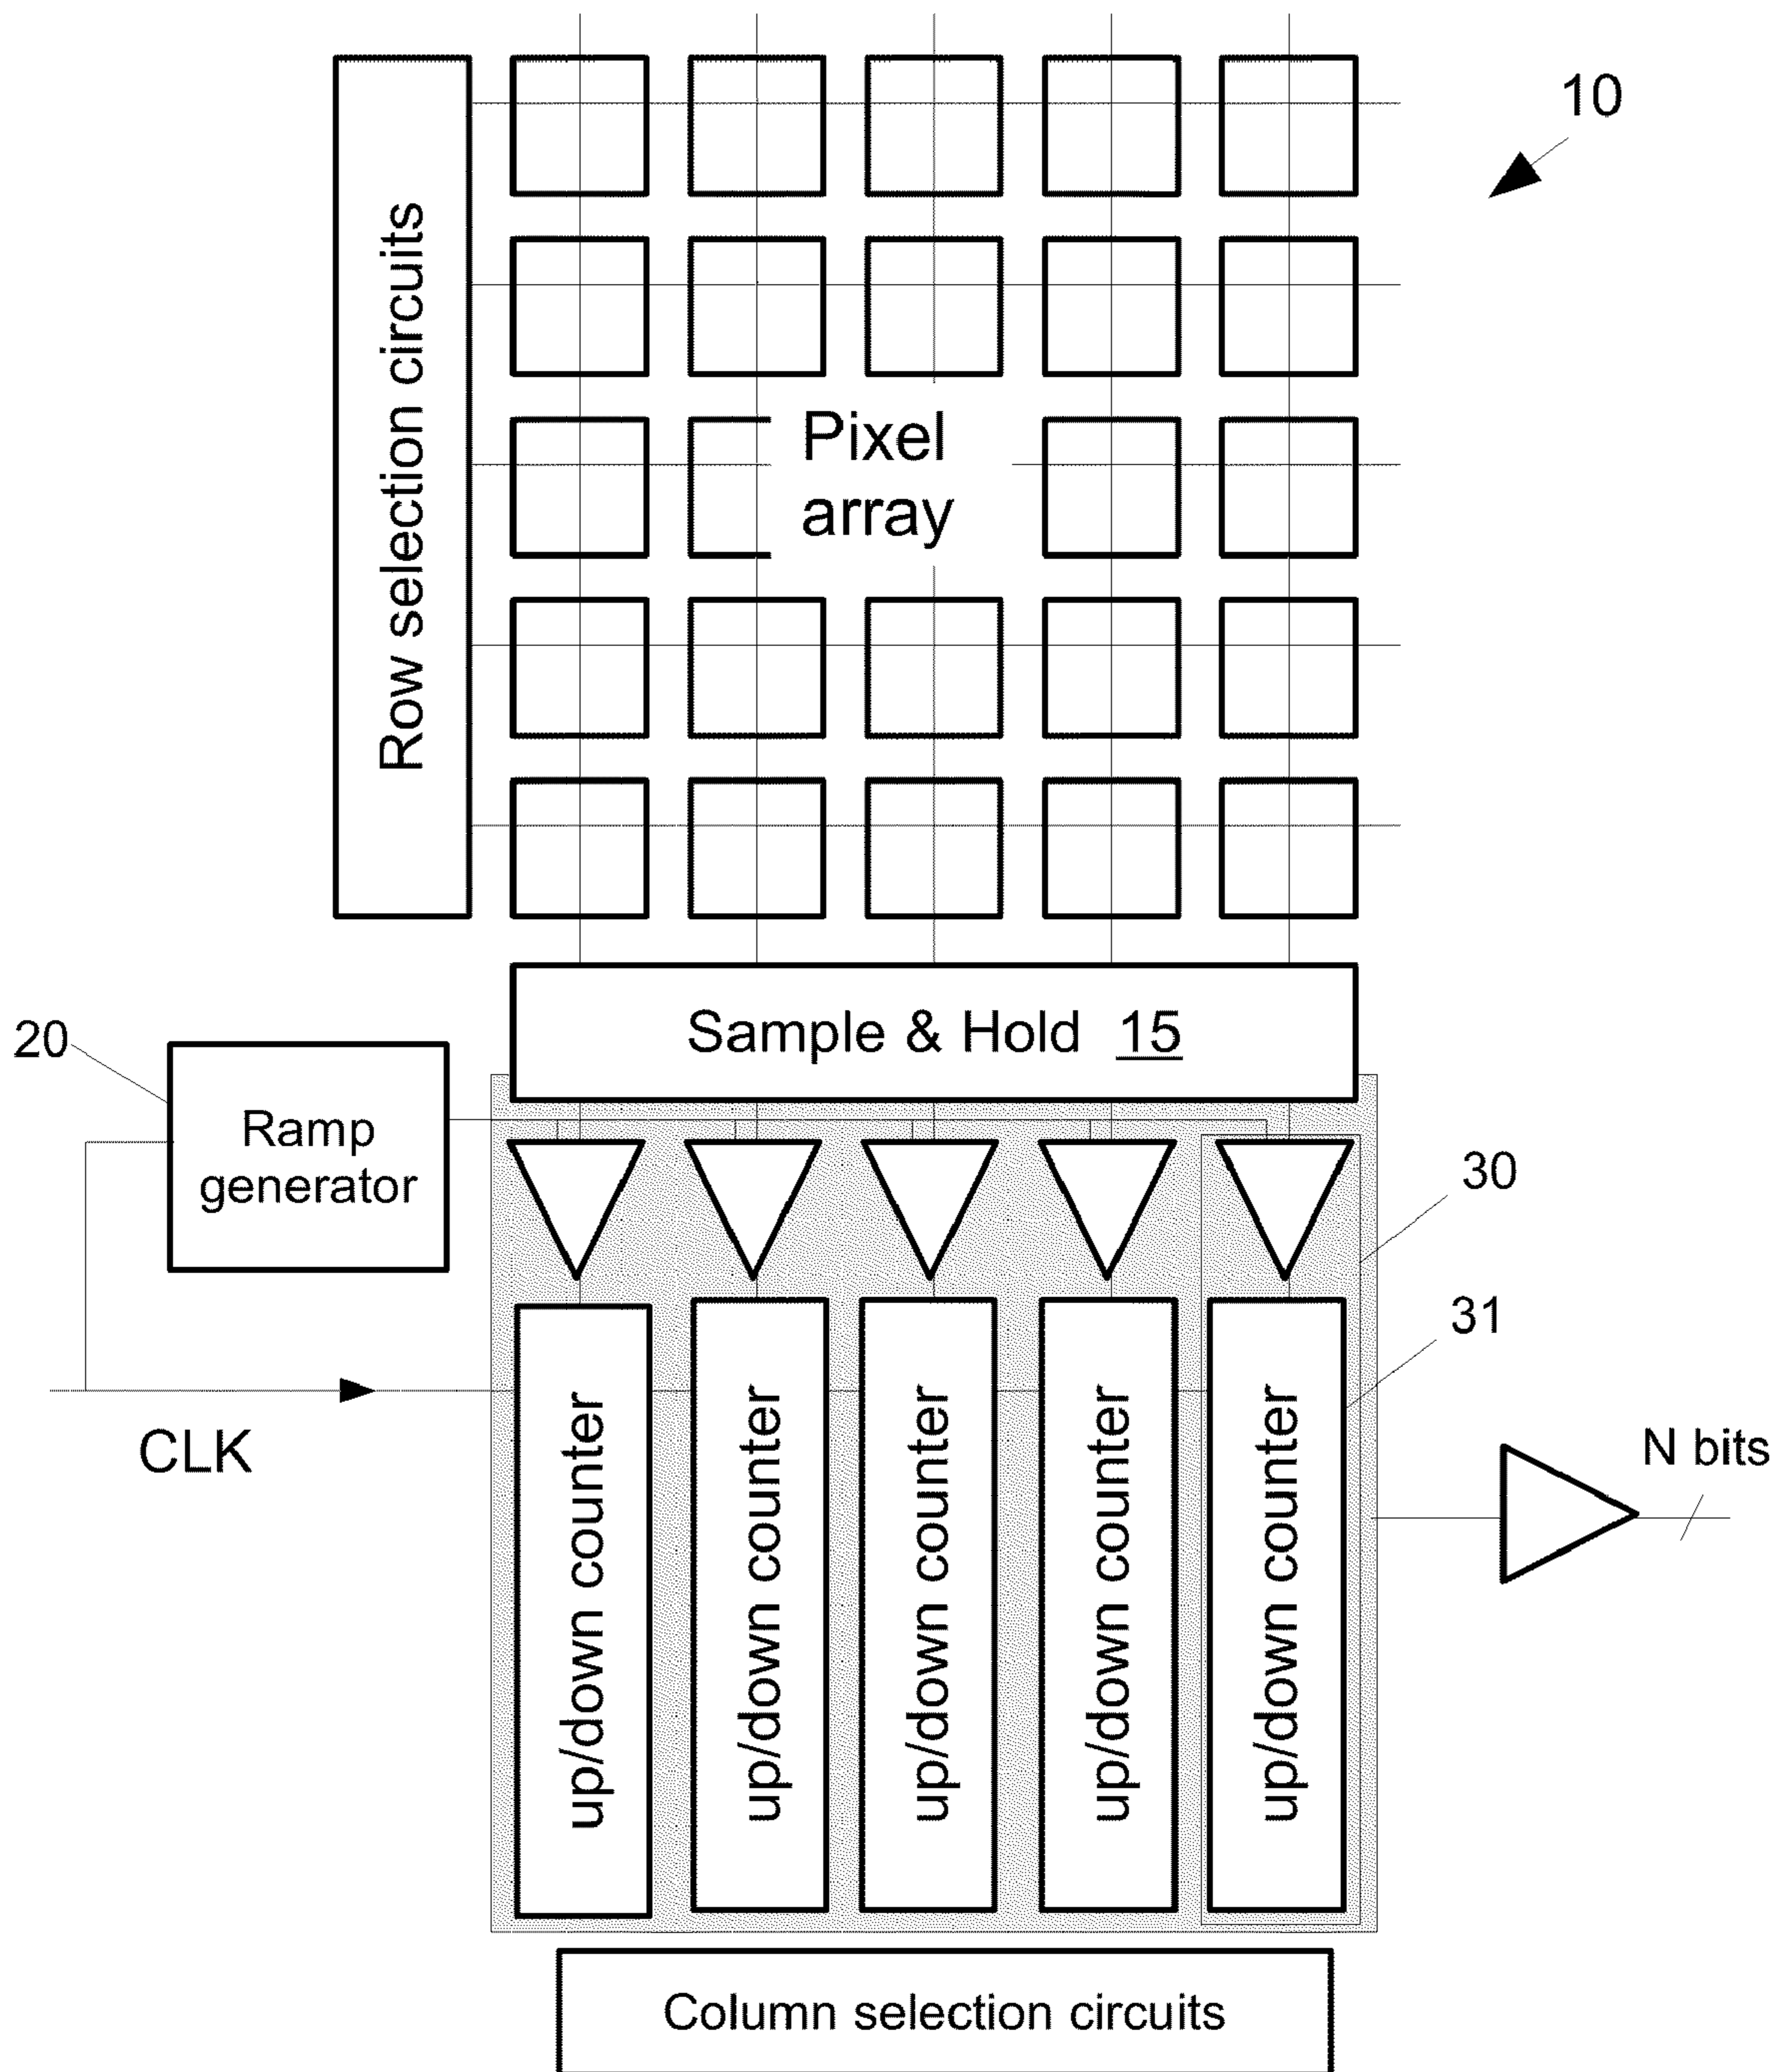 10
Row selection circuits
Pixel
array
Sample & Hold 15
20
Ramp
generator
30
31
CLK
up/down counter
up/down counter
up/down counter
up/down counter
up/down counter
N bits
Column selection circuits